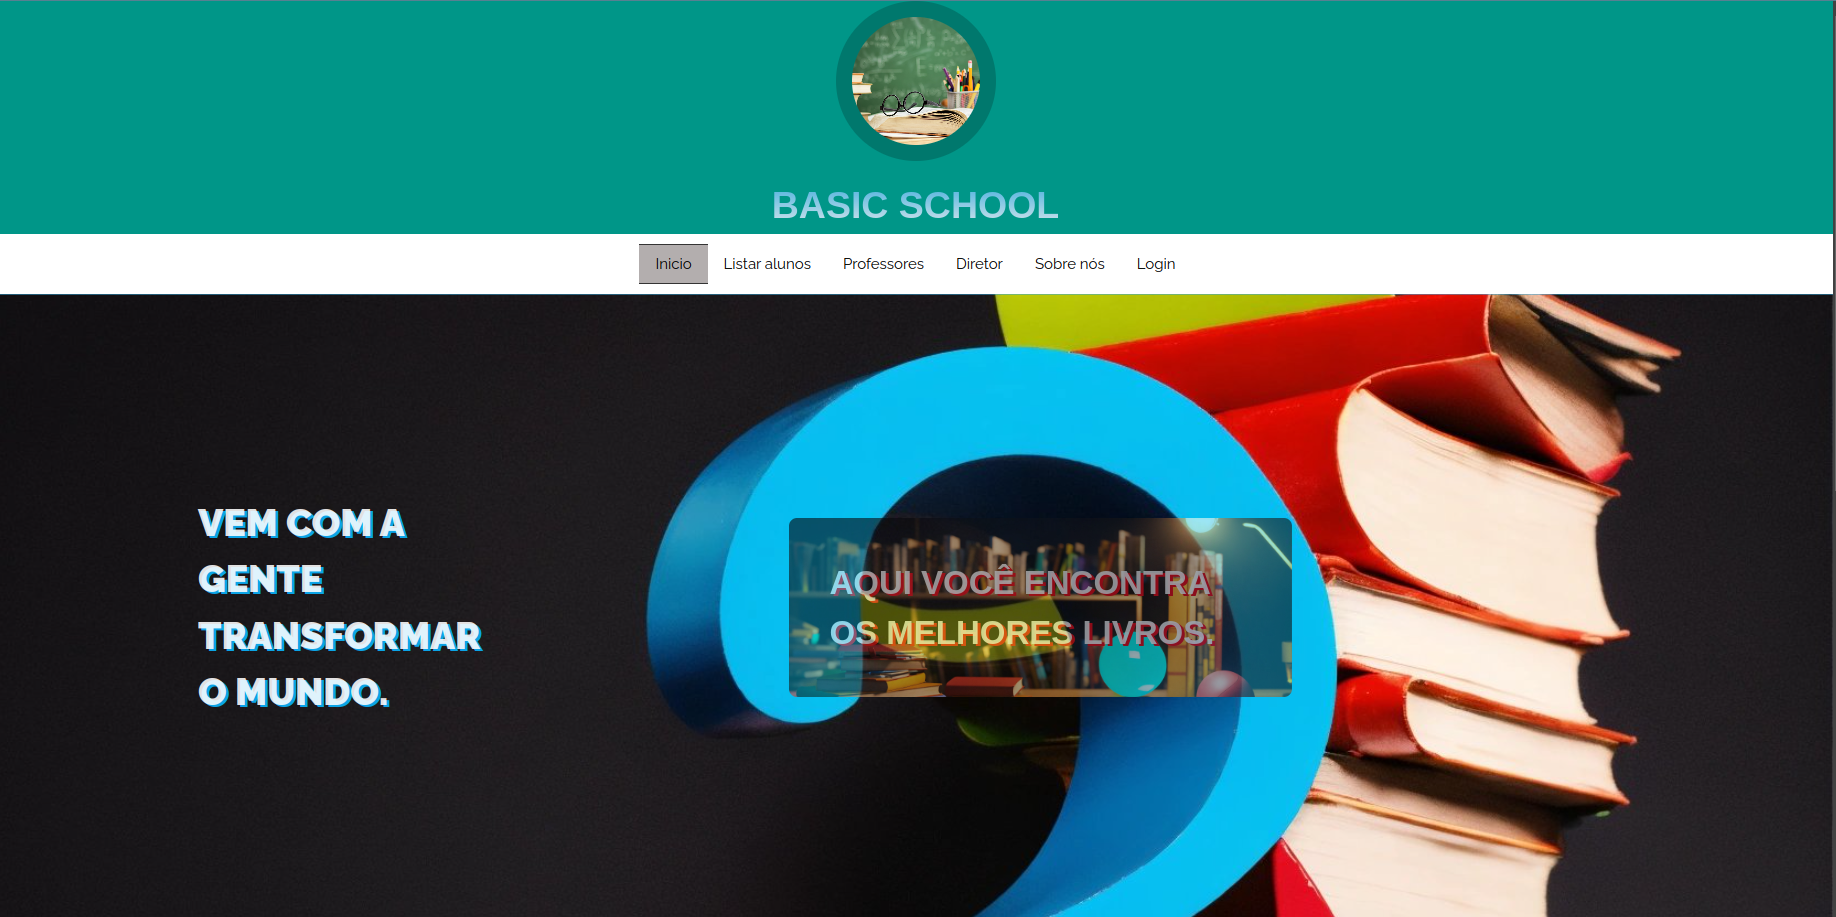 BASIC SCHOOL
Inicio Listar alunos Professores Diretor Sobre nós Login
VEM COM A
GENTE
TRANSFORMAR
O MUNDO.
AQUI VOCÊ ENCONTRA
OS MELHORES LIVROS.